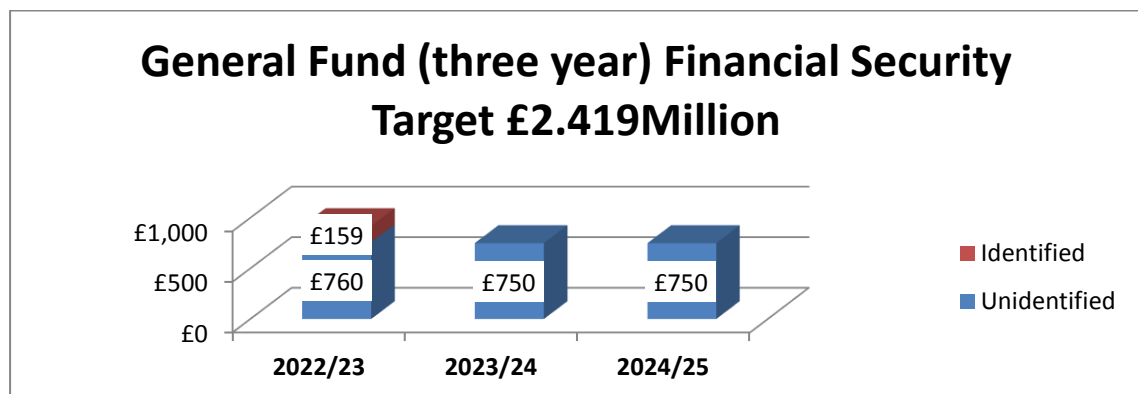 General Fund (three year) Financial Security
Target £2.419Million
£1,000
£500
£0
£159
£760
£750
£750
2022/23
2023/24
2024/25
Identified
Unidentified